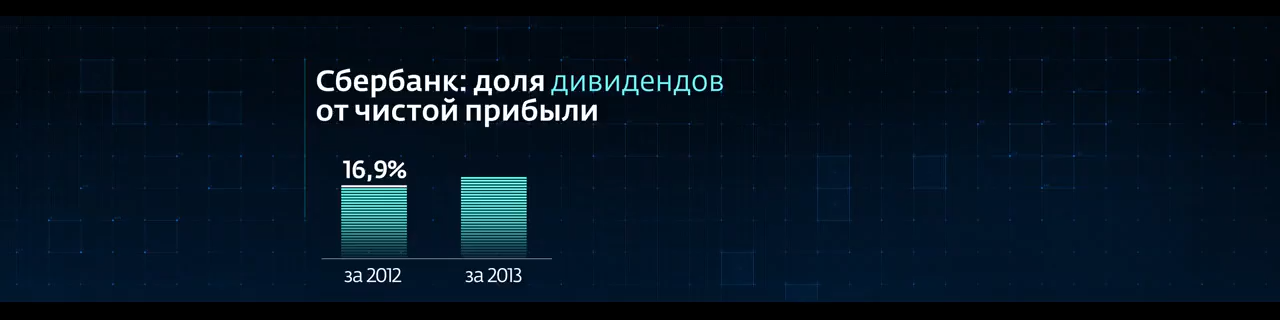 Сбербанк: доля дивидендов
от чистой прибыли
16,9%
за 2012 за 2013